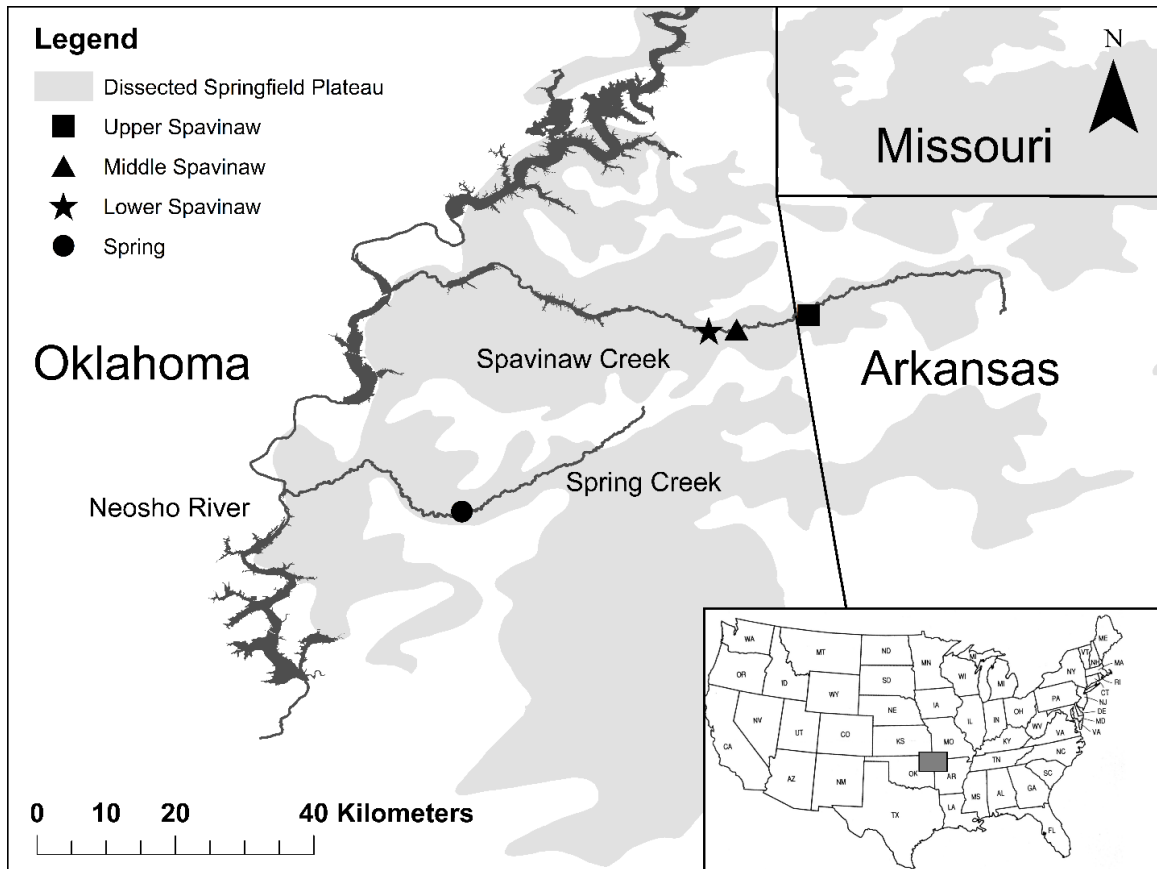 Legend
Dissected Springfield Plateau
Upper Spavinaw
Middle Spavinaw
Lower Spavinaw
Spring
N
Missouri
Oklahoma
Spavinaw Creek
Arkansas
Spring Creek
Neosho River
0 10 20 40 Kilometers
WA
OR
CA
NV
ID
MT
WY
UT
AZ
CO
NM
ND
SD
NE
KS
OK
TX
MN
IA
MO
AR
LA
WI
IL
MI
MI
IN
OH
KY
TN
MS
AL
GA
FL
SC
NC
VA
WV
PA
NY
VT
NH
ME
MA
RI
CT
NJ
DE
MD
VA